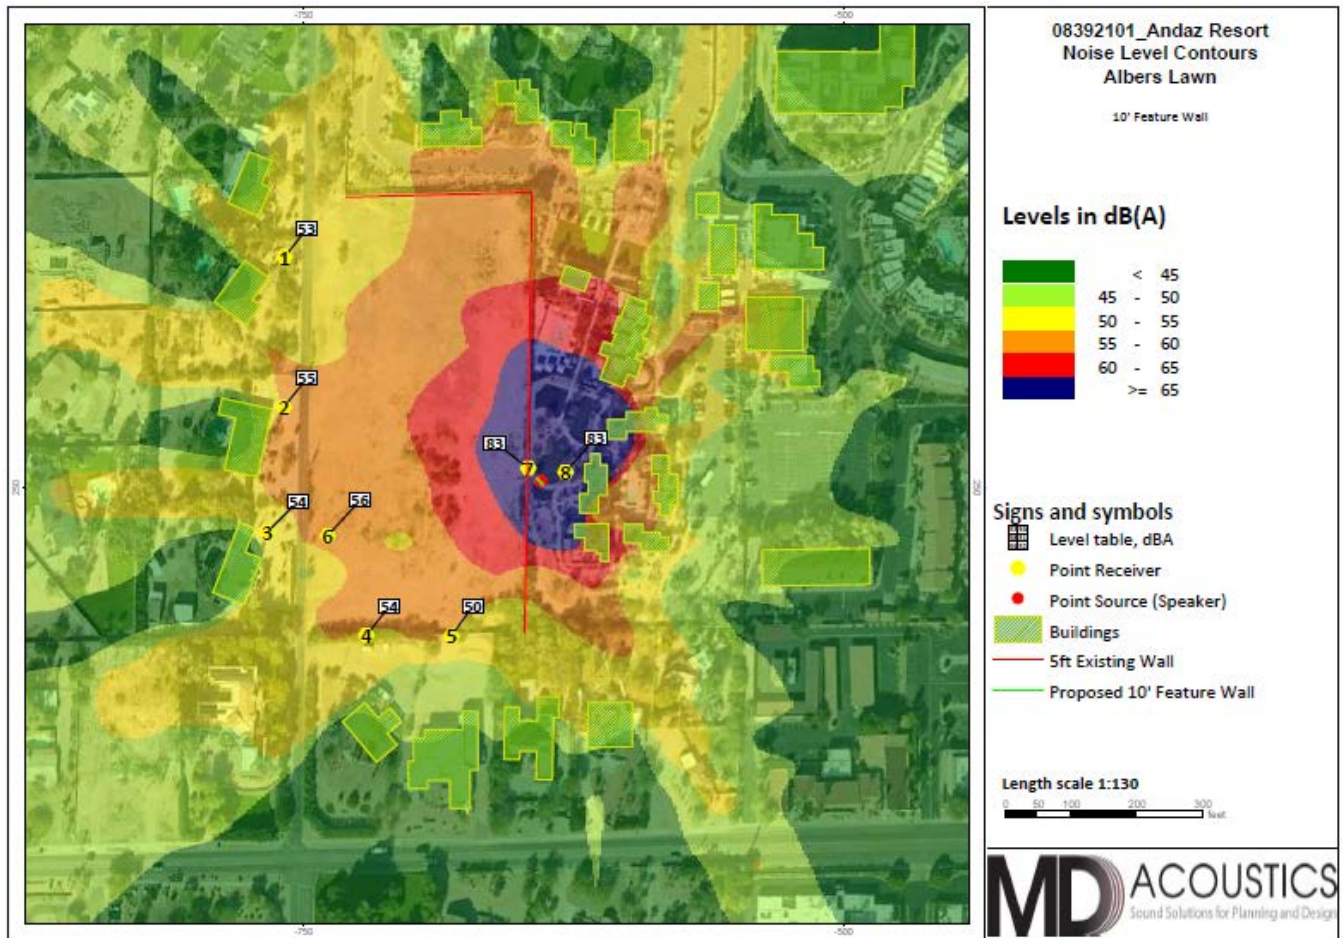 -750
-500
08392101_Andaz Resort
Noise Level Contours
Albers Lawn
10' Feature Wall
53
1
Levels in dB(A)
< 45
45 - 50
50 - 55
55 - 60
60 - 65
>= 65
55
2
83
83
7
8
250
250
54
56
3
6
54
50
4
5
Signs and symbols
Level table, dBA
Point Receiver
Point Source (Speaker)
Buildings
5ft Existing Wall
Proposed 10' Feature Wall
Length scale 1:130
0 50 100 200 300
feet
MD ACOUSTICS
Sound Solutions for Planning and Design
-750
-500